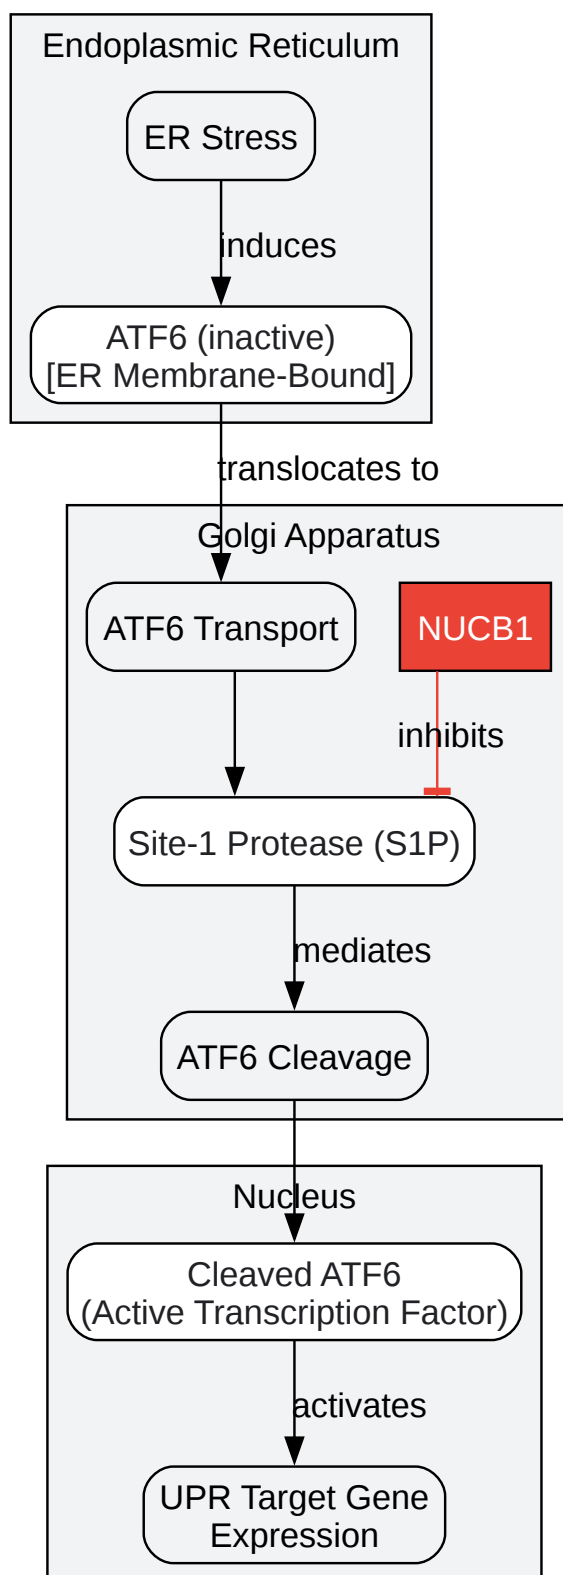 Endoplasmic Reticulum
ER Stress
induces
ATF6 (inactive)
[ER Membrane-Bound]
translocates to
Golgi Apparatus
ATF6 Transport
NUCB1
inhibits
Site-1 Protease (S1P)
mediates
ATF6 Cleavage
Nucleus
Cleaved ATF6
(Active Transcription Factor)
activates
UPR Target Gene
Expression